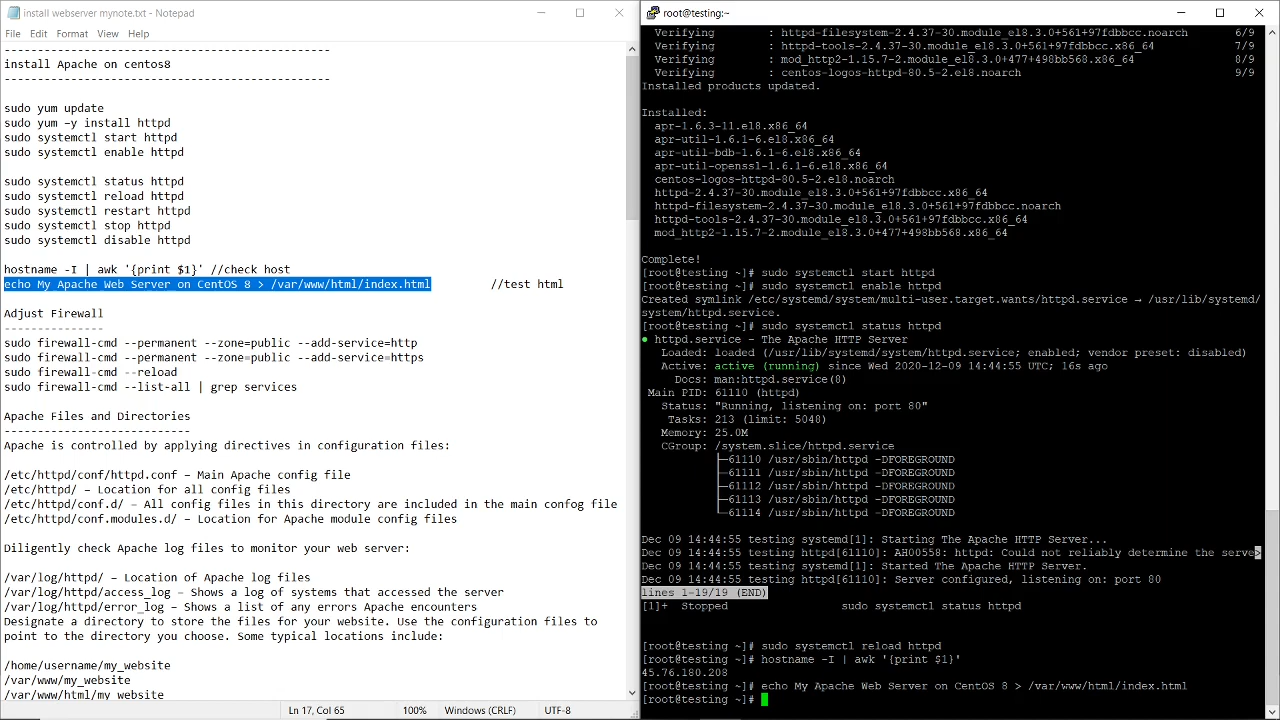 install webserver mynote.txt - Notepad
File Edit Format View Help
-------------------------------------------------
install Apache on centos8
-------------------------------------------------
sudo yum update
sudo yum -y install httpd
sudo systemctl start httpd
sudo systemctl enable httpd
sudo systemctl status httpd
sudo systemctl reload httpd
sudo systemctl restart httpd
sudo systemctl stop httpd
sudo systemctl disable httpd
hostname -I | awk '{print $1}' //check host
echo My Apache Web Server on CentOS 8 > /var/www/html/index.html //test html
Adjust Firewall
---------------
sudo firewall-cmd --permanent --zone=public --add-service=http
sudo firewall-cmd --permanent --zone=public --add-service=https
sudo firewall-cmd --reload
sudo firewall-cmd --list-all | grep services
Apache Files and Directories
----------------------------
Apache is controlled by applying directives in configuration files:
/etc/httpd/conf/httpd.conf – Main Apache config file
/etc/httpd/ – Location for all config files
/etc/httpd/conf.d/ – All config files in this directory are included in the main confog file
/etc/httpd/conf.modules.d/ – Location for Apache module config files
Diligently check Apache log files to monitor your web server:
/var/log/httpd/ – Location of Apache log files
/var/log/httpd/access_log – Shows a log of systems that accessed the server
/var/log/httpd/error_log – Shows a list of any errors Apache encounters
Designate a directory to store the files for your website. Use the configuration files to
point to the directory you choose. Some typical locations include:
/home/username/my_website
/var/www/my_website
/var/www/html/my_website
Ln 17, Col 65 100% Windows (CRLF) UTF-8
root@testing:~
Verifying : httpd-filesystem-2.4.37-30.module_el8.3.0+561+97fdbbcc.noarch 6/9
Verifying : httpd-tools-2.4.37-30.module_el8.3.0+561+97fdbbcc.x86_64 7/9
Verifying : mod_http2-1.15.7-2.module_el8.3.0+477+498bb568.x86_64 8/9
Verifying : centos-logos-httpd-80.5-2.el8.noarch 9/9
Installed products updated.
Installed:
apr-1.6.3-11.el8.x86_64
apr-util-1.6.1-6.el8.x86_64
apr-util-bdb-1.6.1-6.el8.x86_64
apr-util-openssl-1.6.1-6.el8.x86_64
centos-logos-httpd-80.5-2.el8.noarch
httpd-2.4.37-30.module_el8.3.0+561+97fdbbcc.x86_64
httpd-filesystem-2.4.37-30.module_el8.3.0+561+97fdbbcc.noarch
httpd-tools-2.4.37-30.module_el8.3.0+561+97fdbbcc.x86_64
mod_http2-1.15.7-2.module_el8.3.0+477+498bb568.x86_64
Complete!
[root@testing ~]# sudo systemctl start httpd
[root@testing ~]# sudo systemctl enable httpd
Created symlink /etc/systemd/system/multi-user.target.wants/httpd.service → /usr/lib/systemd/
system/httpd.service.
[root@testing ~]# sudo systemctl status httpd
● httpd.service - The Apache HTTP Server
Loaded: loaded (/usr/lib/systemd/system/httpd.service; enabled; vendor preset: disabled)
Active: active (running) since Wed 2020-12-09 14:44:55 UTC; 16s ago
Docs: man:httpd.service(8)
Main PID: 61110 (httpd)
Status: "Running, listening on: port 80"
Tasks: 213 (limit: 5048)
Memory: 25.0M
CGroup: /system.slice/httpd.service
├─61110 /usr/sbin/httpd -DFOREGROUND
├─61111 /usr/sbin/httpd -DFOREGROUND
├─61112 /usr/sbin/httpd -DFOREGROUND
├─61113 /usr/sbin/httpd -DFOREGROUND
└─61114 /usr/sbin/httpd -DFOREGROUND
Dec 09 14:44:55 testing systemd[1]: Starting The Apache HTTP Server...
Dec 09 14:44:55 testing httpd[61110]: AH00558: httpd: Could not reliably determine the serve>
Dec 09 14:44:55 testing systemd[1]: Started The Apache HTTP Server.
Dec 09 14:44:55 testing httpd[61110]: Server configured, listening on: port 80
lines 1-19/19 (END)
[1]+ Stopped sudo systemctl status httpd
[root@testing ~]# sudo systemctl reload httpd
[root@testing ~]# hostname -I | awk '{print $1}'
45.76.180.208
[root@testing ~]# echo My Apache Web Server on CentOS 8 > /var/www/html/index.html
[root@testing ~]#